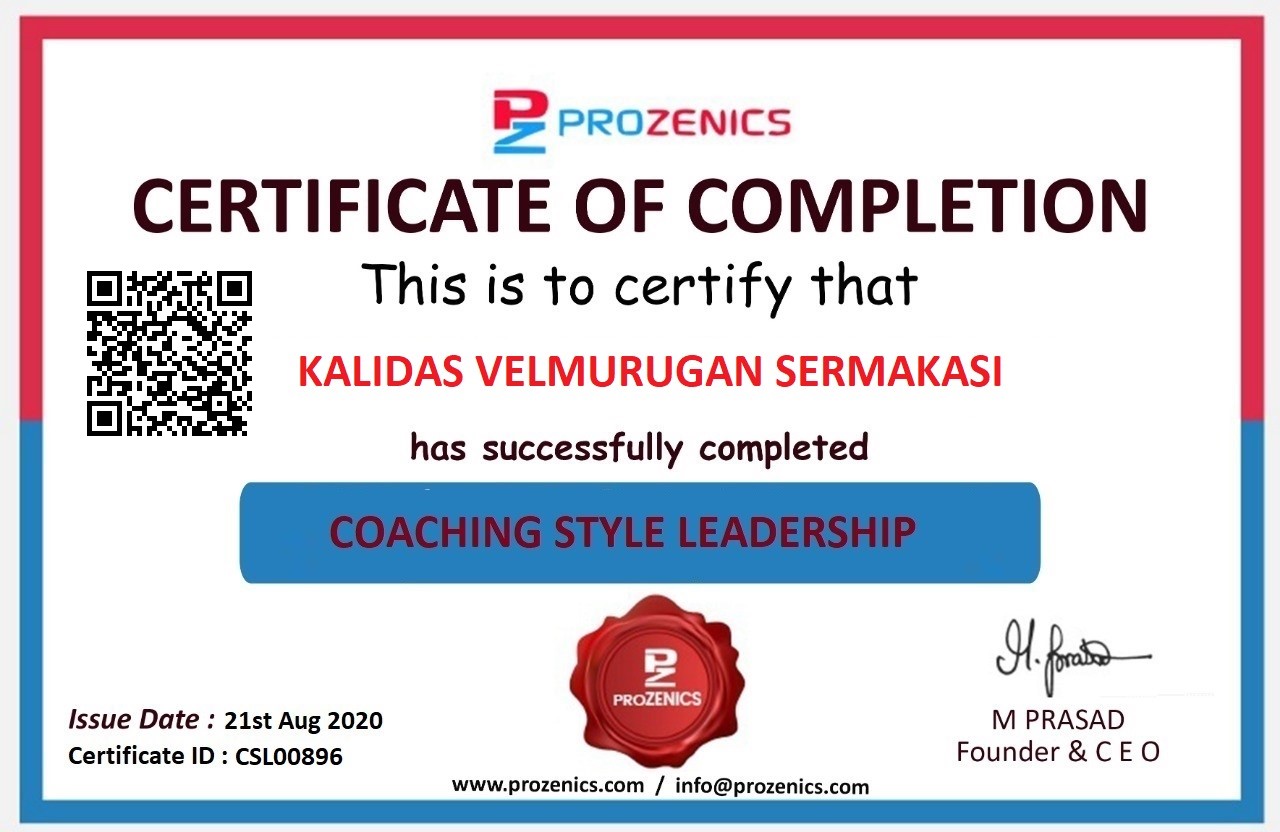 PZ PROZENICS
CERTIFICATE OF COMPLETION
This is to certify that
KALIDAS VELMURUGAN SERMAKASI
has successfully completed
COACHING STYLE LEADERSHIP
PZ
PROZENICS
M. Prasad
Issue Date : 21st Aug 2020
Certificate ID : CSL00896
M PRASAD
Founder & C E O
www.prozenics.com / info@prozenics.com